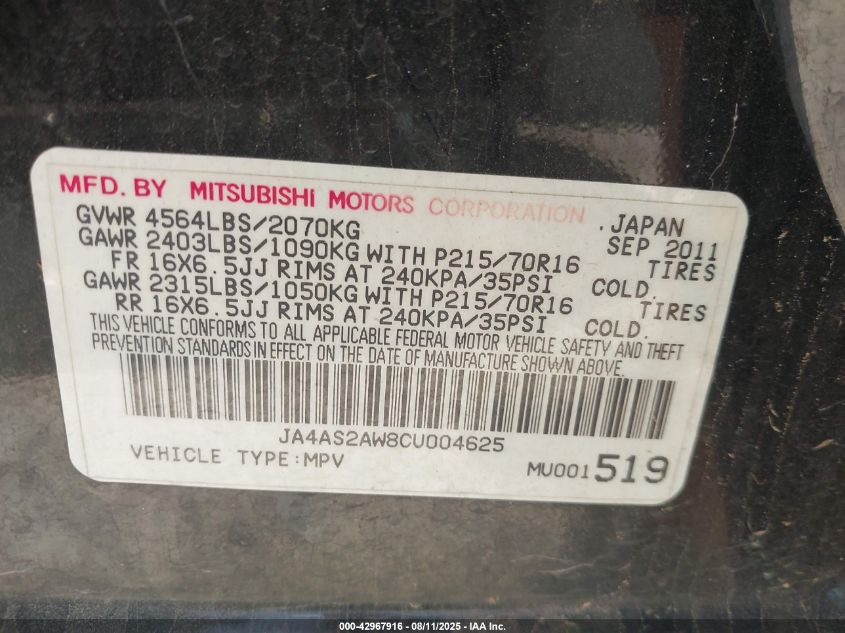 MFD. BY MITSUBISHI MOTORS CORPORATION
GVWR 4564LBS/2070KG .JAPAN
GAWR 2403LBS/1090KG WITH P215/70R16 SEP 2011
FR 16X6.5JJ RIMS AT 240KPA/35PSI TIRES COLD.
GAWR 2315LBS/1050KG WITH P215/70R16 TIRES
RR 16X6.5JJ RIMS AT 240KPA/35PSI COLD.
THIS VEHICLE CONFORMS TO ALL APPLICABLE FEDERAL MOTOR VEHICLE SAFETY AND THEFT
PREVENTION STANDARDS IN EFFECT ON THE DATE OF MANUFACTURE SHOWN ABOVE.
JA4AS2AW8CU004625
VEHICLE TYPE:MPV MU001519
000-42967916 - 08/11/2025 - IAA Inc.